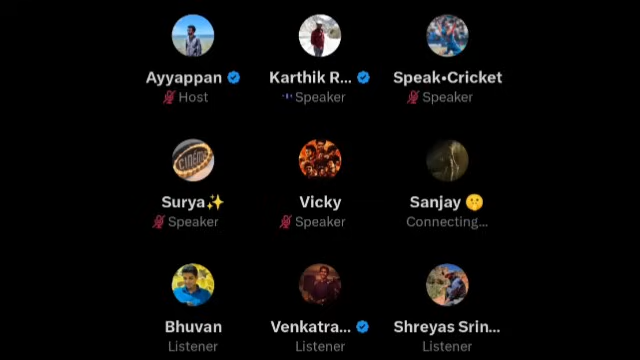 Ayyappan
Karthik R...
Speak•Cricket
Host
Speaker
Speaker
CINÉMA
Surya✨
Vicky
Sanjay 🤫
Speaker
Speaker
Connecting...
Bhuvan
Venkatra...
Shreyas Srin...
Listener
Listener
Listener